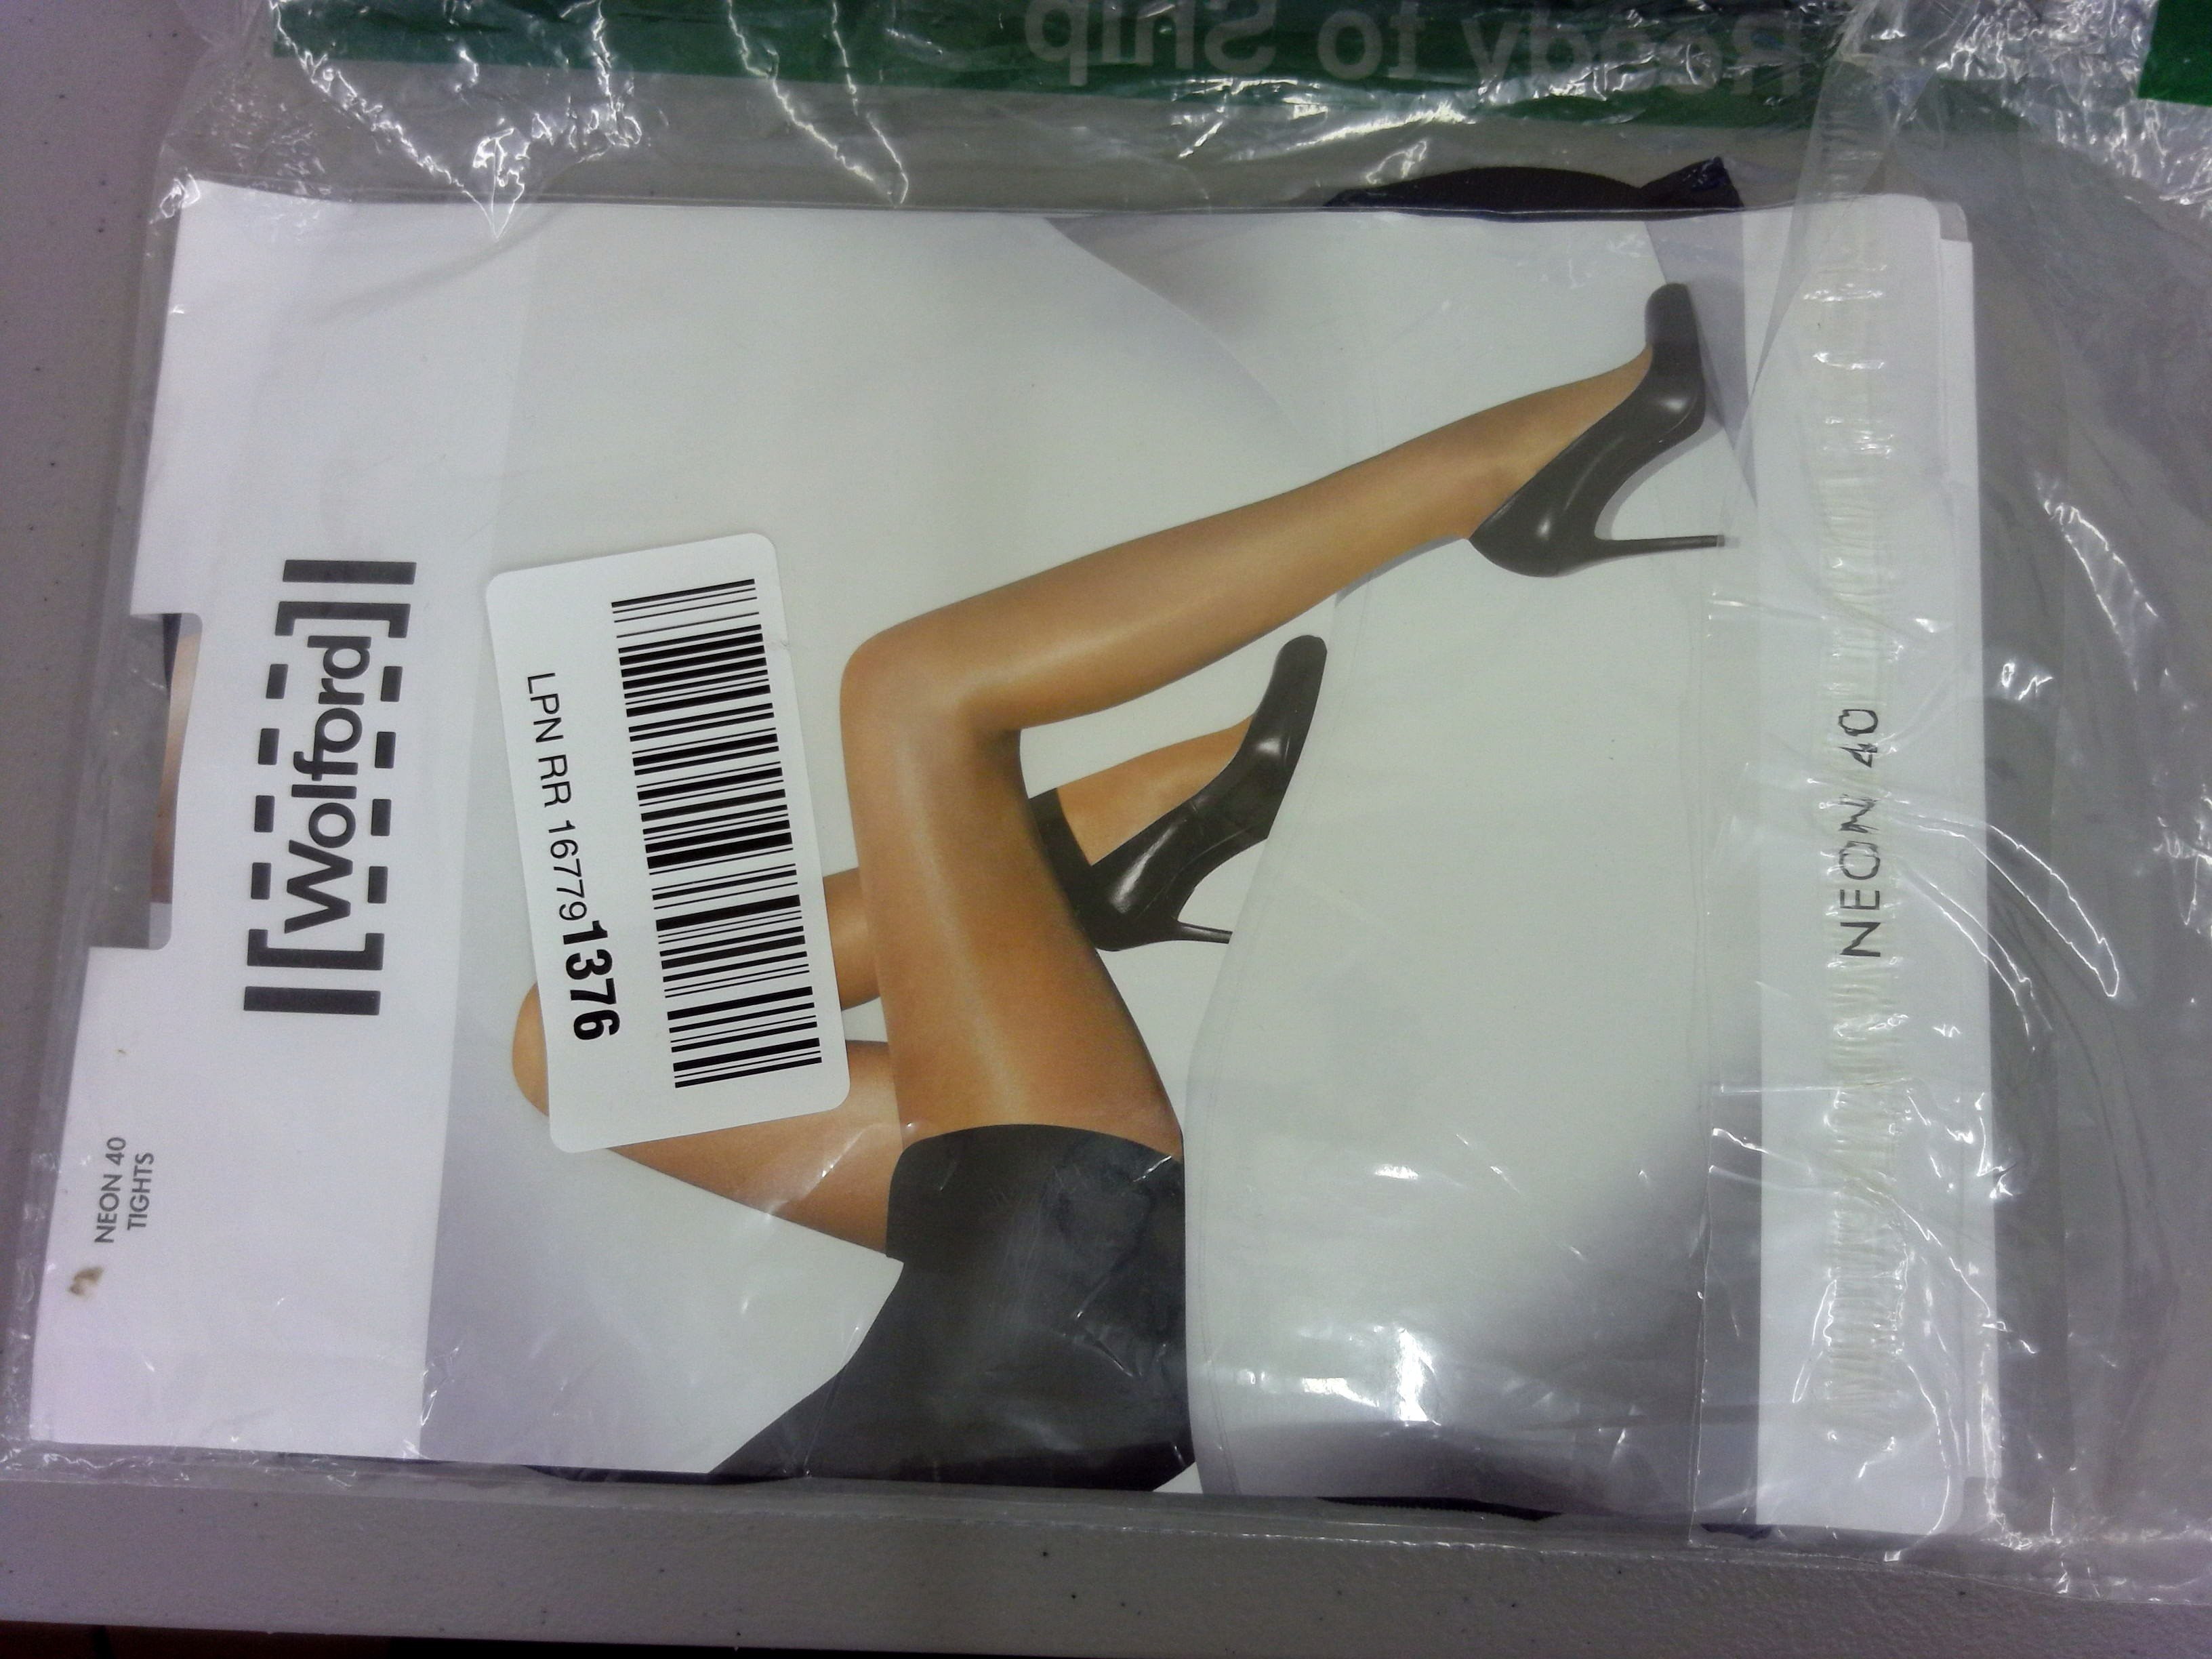 Ready to Ship
NEON 40
TIGHTS
[Wolford]
LPN RR 167791376
NEON 40